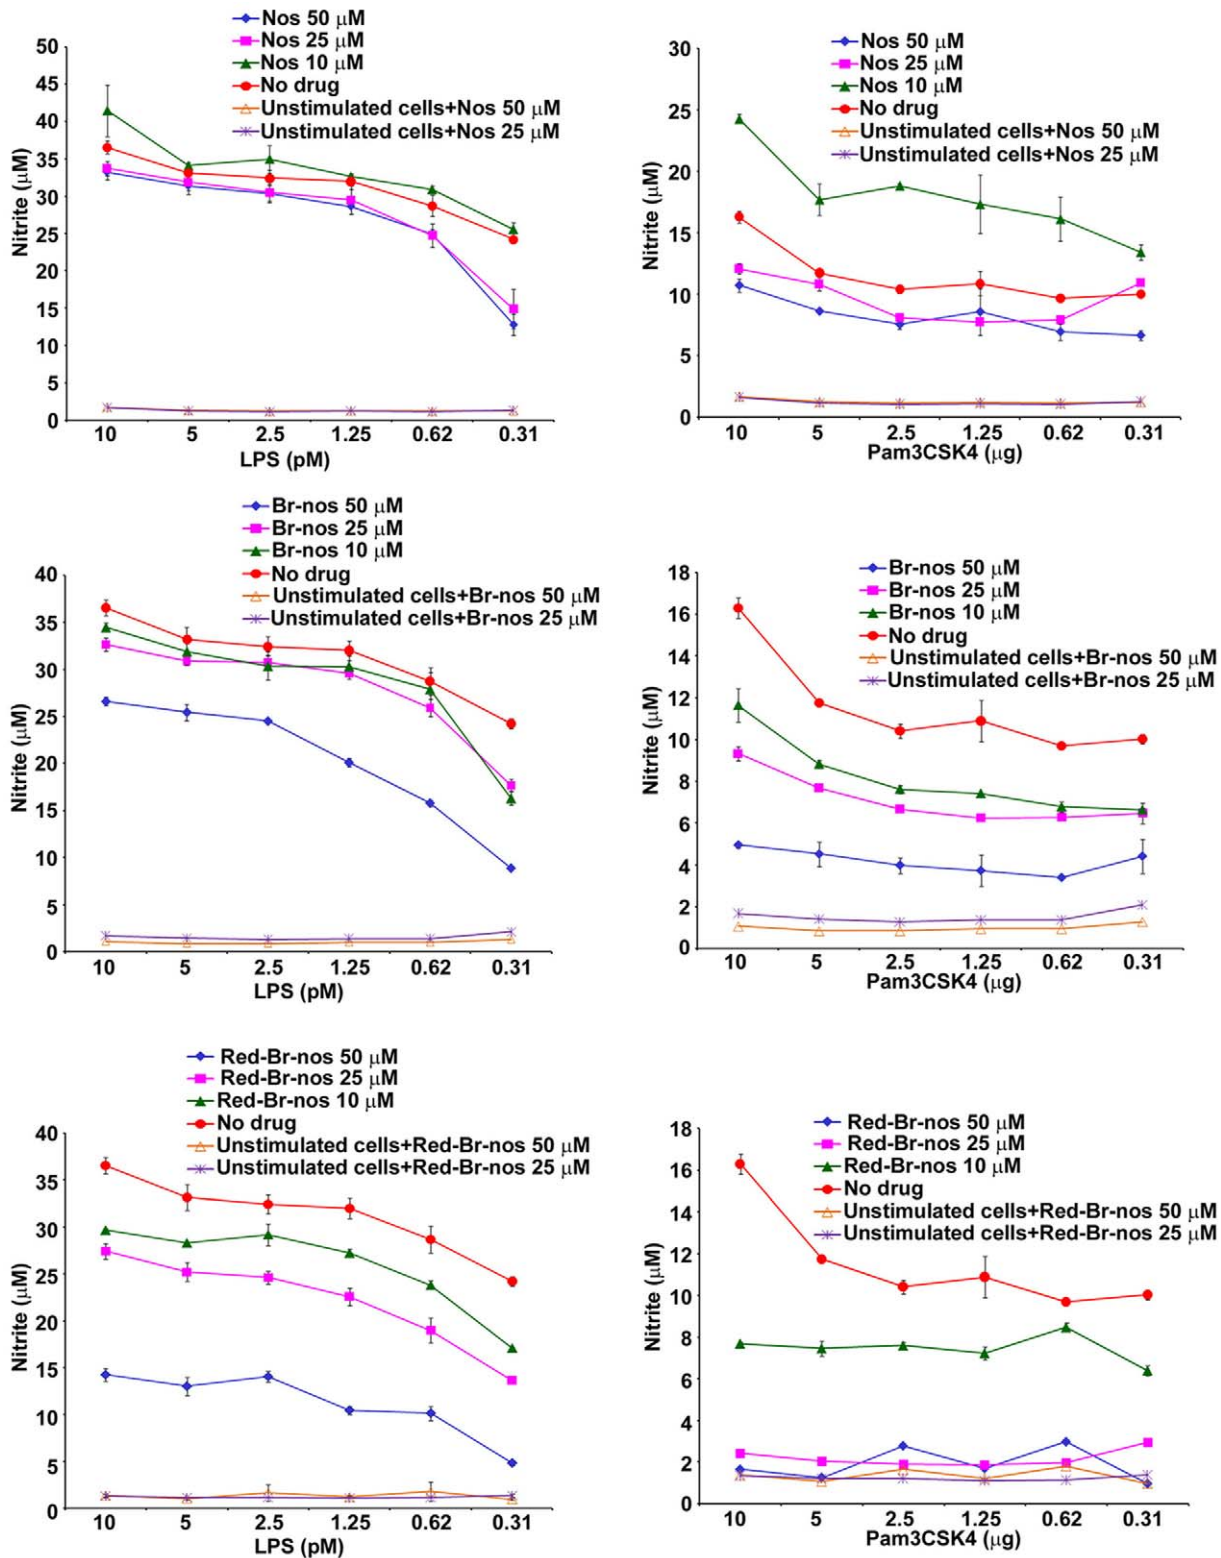 Nos 50 μM
Nos 25 μM
Nos 10 μM
No drug
Unstimulated cells+Nos 50 μM
Unstimulated cells+Nos 25 μM
Nitrite (μM)
50
45
40
35
30
25
20
15
10
5
0
10 5 2.5 1.25 0.62 0.31
LPS (pM)
Nos 50 μM
Nos 25 μM
Nos 10 μM
No drug
Unstimulated cells+Nos 50 μM
Unstimulated cells+Nos 25 μM
Nitrite (μM)
30
25
20
15
10
5
0
10 5 2.5 1.25 0.62 0.31
Pam3CSK4 (μg)
Br-nos 50 μM
Br-nos 25 μM
Br-nos 10 μM
No drug
Unstimulated cells+Br-nos 50 μM
Unstimulated cells+Br-nos 25 μM
Nitrite (μM)
40
35
30
25
20
15
10
5
0
10 5 2.5 1.25 0.62 0.31
LPS (pM)
Br-nos 50 μM
Br-nos 25 μM
Br-nos 10 μM
No drug
Unstimulated cells+Br-nos 50 μM
Unstimulated cells+Br-nos 25 μM
Nitrite (μM)
18
16
14
12
10
8
6
4
2
0
10 5 2.5 1.25 0.62 0.31
Pam3CSK4 (μg)
Red-Br-nos 50 μM
Red-Br-nos 25 μM
Red-Br-nos 10 μM
No drug
Unstimulated cells+Red-Br-nos 50 μM
Unstimulated cells+Red-Br-nos 25 μM
Nitrite (μM)
40
35
30
25
20
15
10
5
0
10 5 2.5 1.25 0.62 0.31
LPS (pM)
Red-Br-nos 50 μM
Red-Br-nos 25 μM
Red-Br-nos 10 μM
No drug
Unstimulated cells+Red-Br-nos 50 μM
Unstimulated cells+Red-Br-nos 25 μM
Nitrite (μM)
18
16
14
12
10
8
6
4
2
0
10 5 2.5 1.25 0.62 0.31
Pam3CSK4 (μg)